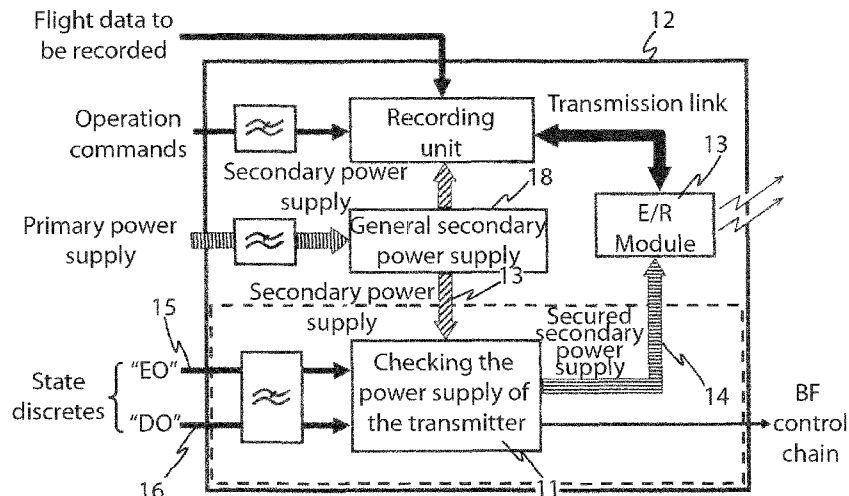 Flight data to
be recorded
12
Operation
commands
Recording
unit
Transmission link
13
Secondary power
supply
18
E/R
Module
Primary power
supply
General secondary
power supply
13
Secondary power
supply
Secured
secondary
power
supply
15
"EO"
State
discretes
"DO"
16
Checking the
power supply of
the transmitter
14
BF
control
chain
11